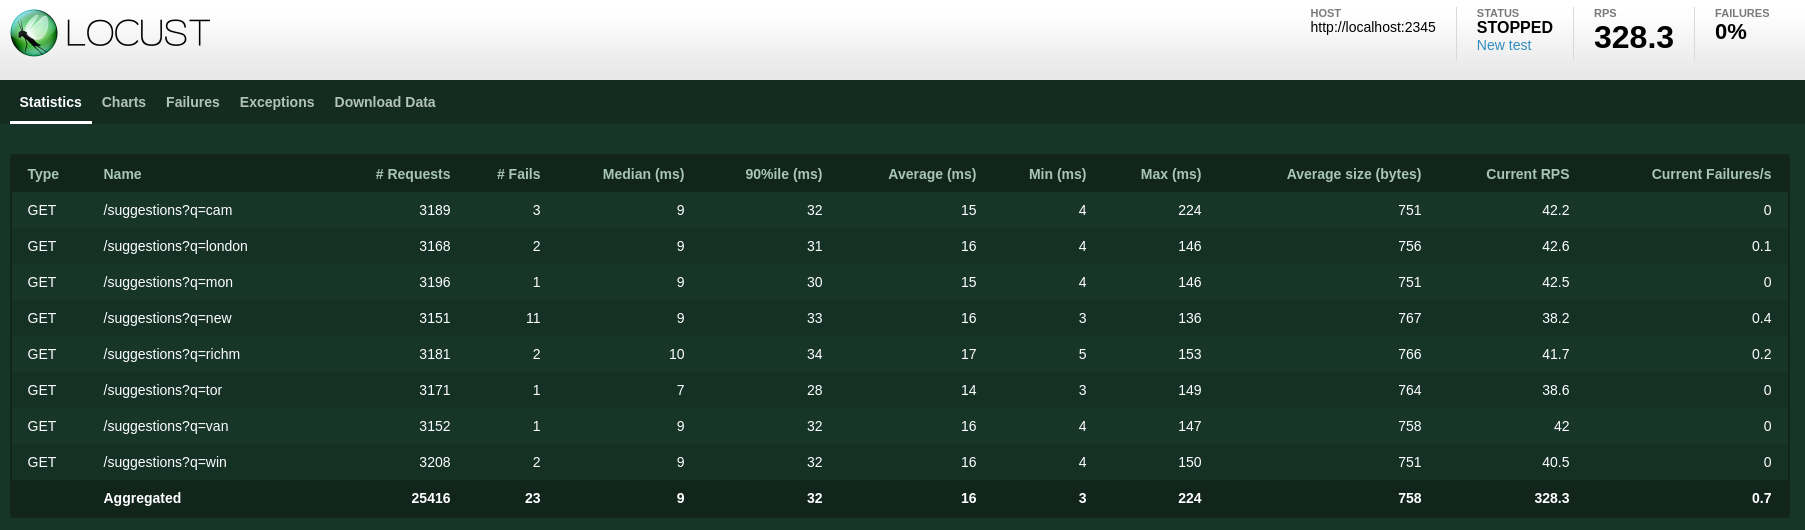 LOCUST
HOST
http://localhost:2345
STATUS
STOPPED
New test
RPS
328.3
FAILURES
0%
Statistics Charts Failures Exceptions Download Data
Type Name # Requests # Fails Median (ms) 90%ile (ms) Average (ms) Min (ms) Max (ms) Average size (bytes) Current RPS Current Failures/s
GET /suggestions?q=cam 3189 3 9 32 15 4 224 751 42.2 0
GET /suggestions?q=london 3168 2 9 31 16 4 146 756 42.6 0.1
GET /suggestions?q=mon 3196 1 9 30 15 4 146 751 42.5 0
GET /suggestions?q=new 3151 11 9 33 16 3 136 767 38.2 0.4
GET /suggestions?q=richm 3181 2 10 34 17 5 153 766 41.7 0.2
GET /suggestions?q=tor 3171 1 7 28 14 3 149 764 38.6 0
GET /suggestions?q=van 3152 1 9 32 16 4 147 758 42 0
GET /suggestions?q=win 3208 2 9 32 16 4 150 751 40.5 0
Aggregated 25416 23 9 32 16 3 224 758 328.3 0.7